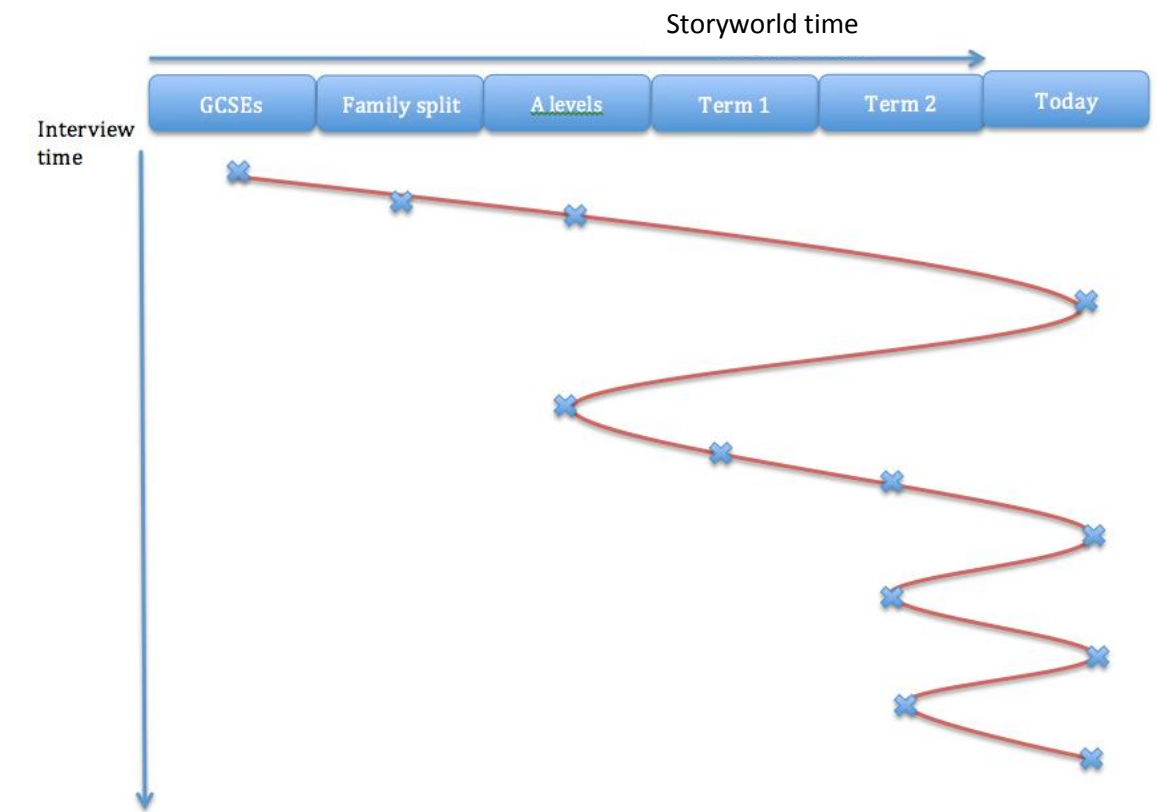 Storyworld time
GCSEs
Family split
A levels
Term 1
Term 2
Today
Interview
time